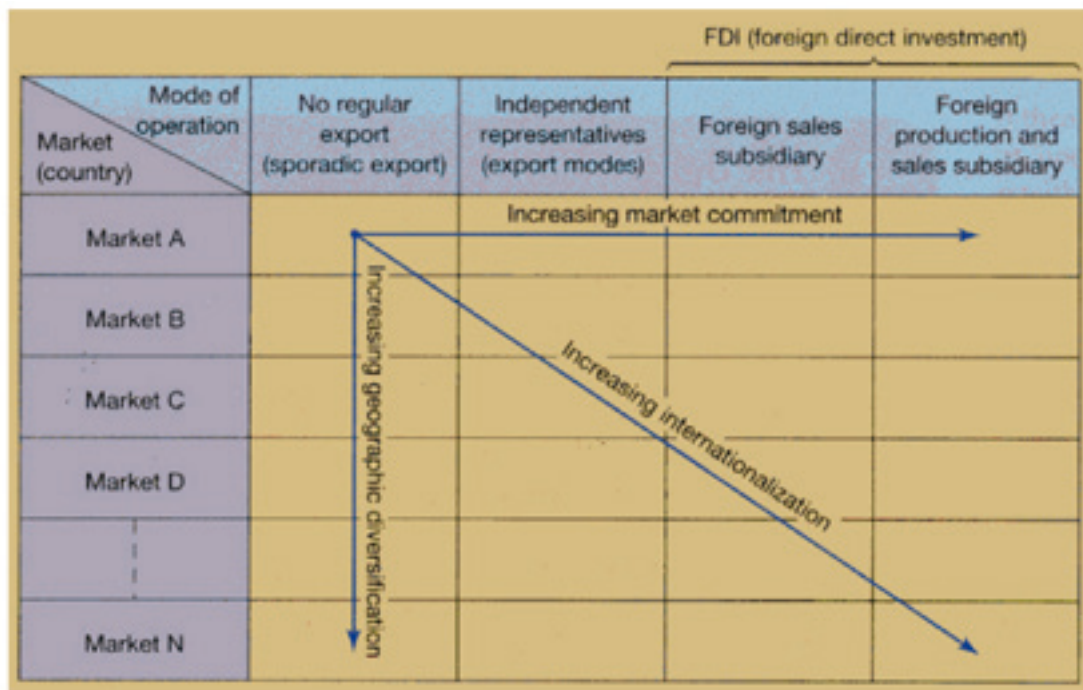 FDI (foreign direct investment)
Mode of
operation
Market
(country)
No regular
export
(sporadic export)
Independent
representatives
(export modes)
Foreign sales
subsidiary
Foreign
production and
sales subsidiary
Increasing market commitment
Market A
Market B
Market C
Market D
Market N
Increasing geographic diversification
Increasing internationalization